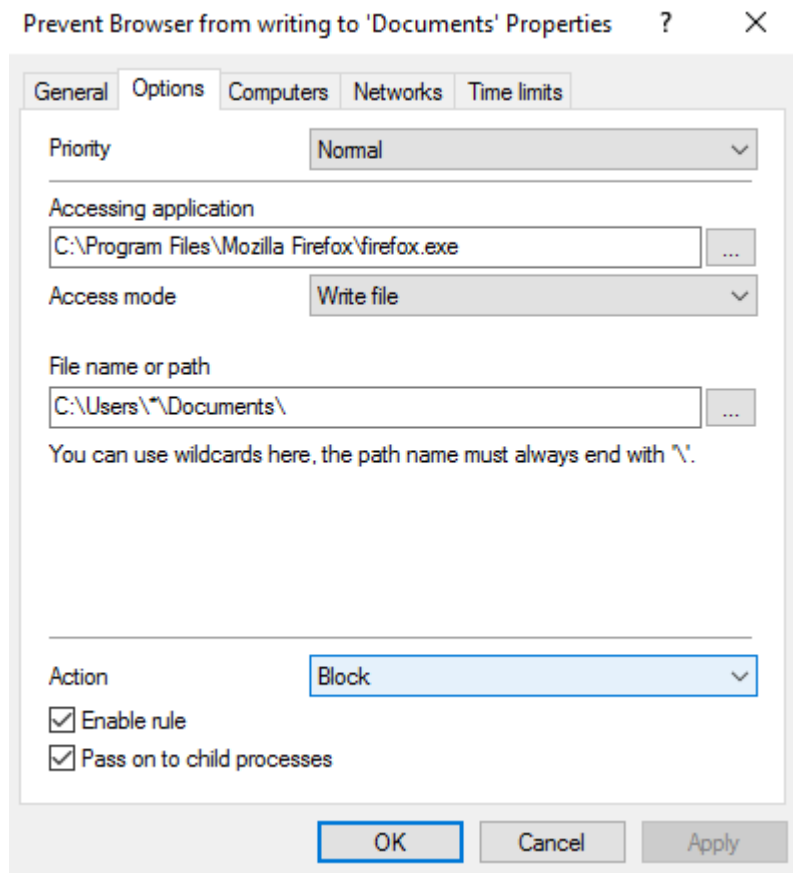 Prevent Browser from writing to 'Documents' Properties ? ×
General Options Computers Networks Time limits
Priority Normal
Accessing application
C:\Program Files\Mozilla Firefox\firefox.exe ...
Access mode Write file
File name or path
C:\Users\*\Documents\ ...
You can use wildcards here, the path name must always end with '\'.
Action Block
Enable rule
Pass on to child processes
OK Cancel Apply